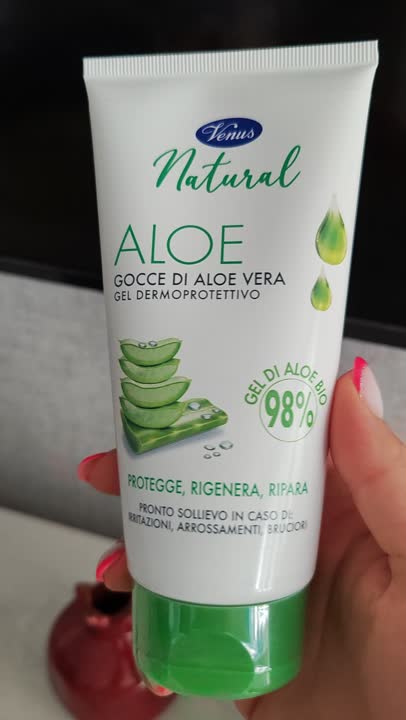 Venus
Natural
ALOE
GOCCE DI ALOE VERA
GEL DERMOPROTETTIVO
GEL DI ALOE BIO
98%
PROTEGGE, RIGENERA, RIPARA
PRONTO SOLLIEVO IN CASO DI
IRRITAZIONI, ARROSSAMENTI, BRUCIORI